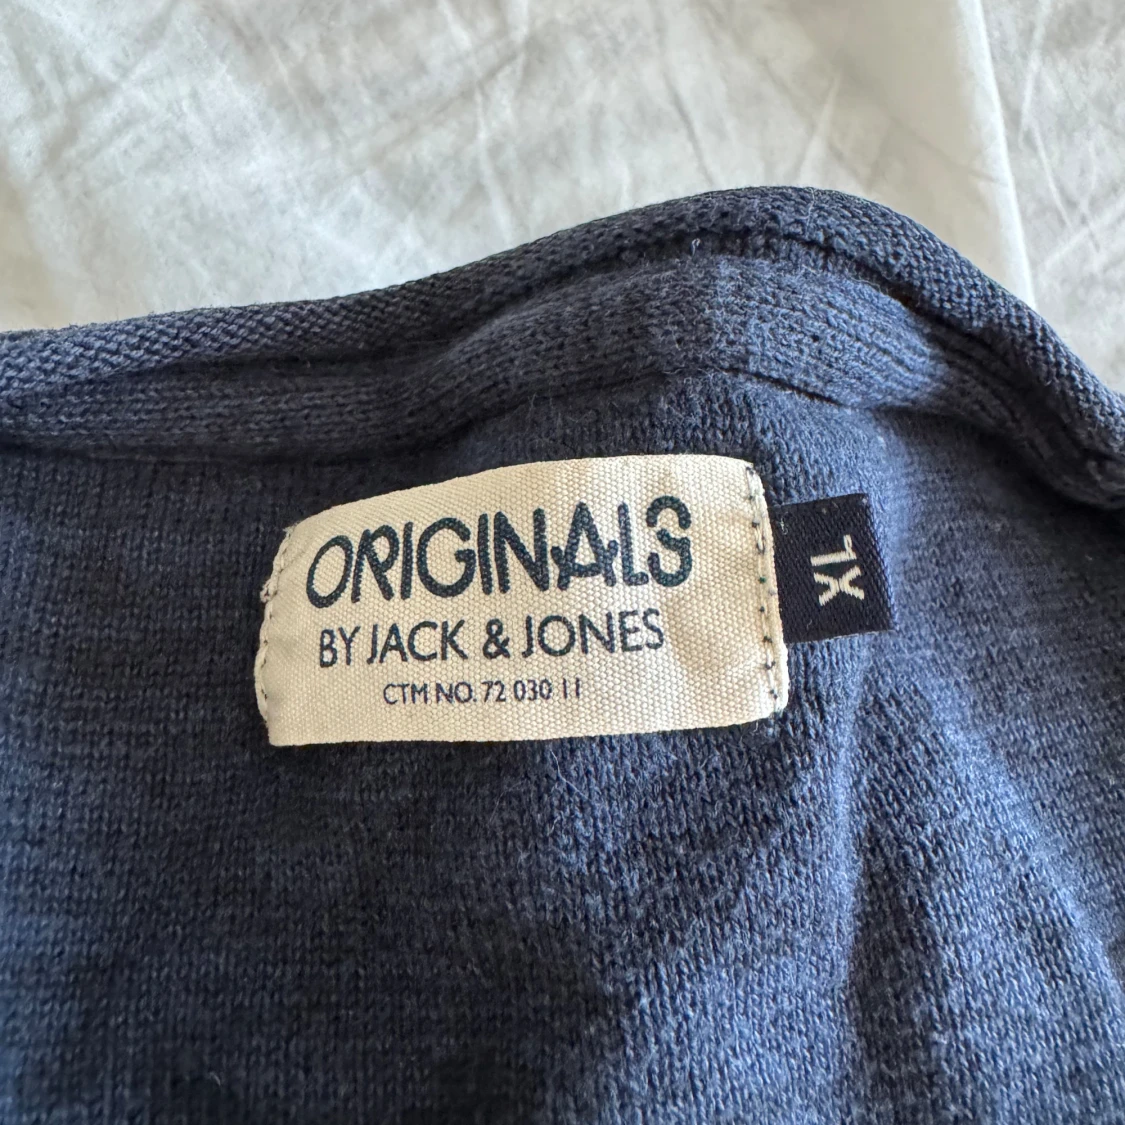 ORIGINALS
BY JACK & JONES
CTM NO. 72 030 11
XL